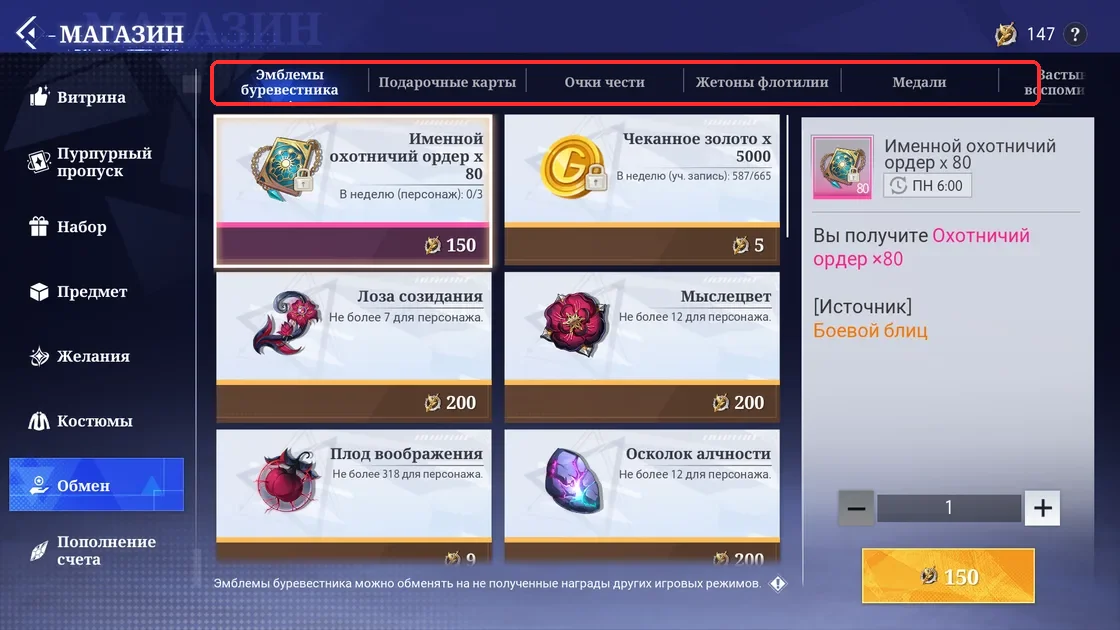 МАГАЗИН
147 ?
Витрина
Пурпурный
пропуск
Набор
Предмет
Желания
Костюмы
Обмен
Пополнение
счета
Эмблемы
буревестника
Подарочные карты
Очки чести
Жетоны флотилии
Медали
Именной
охотничий ордер x
80
В неделю (персонаж): 0/3
150
Чеканное золото x
5000
В неделю (уч. запись): 587/665
5
Лоза созидания
Не более 7 для персонажа.
200
Мыслецвет
Не более 12 для персонажа.
200
Плод воображения
Не более 318 для персонажа.
9
Осколок алчности
Не более 12 для персонажа.
200
Эмблемы буревестника можно обменять на не полученные награды других игровых режимов.
80
Именной охотничий
ордер x 80
ПН 6:00
Вы получите Охотничий
ордер ×80
[Источник]
Боевой блиц
1
150